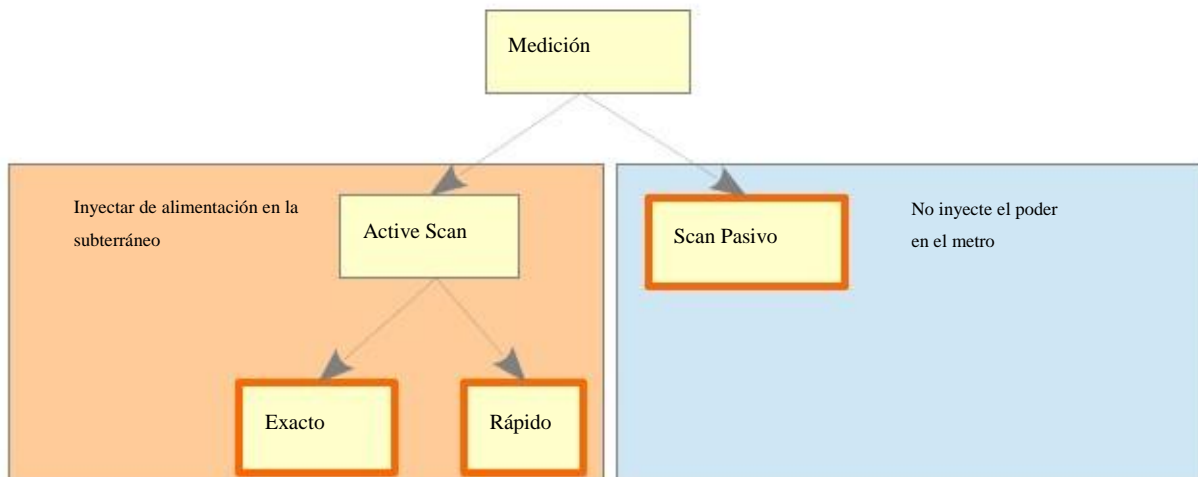 Medición
Inyectar de alimentación en la
subterráneo
Active Scan
Scan Pasivo
No inyecte el poder
en el metro
Exacto
Rápido